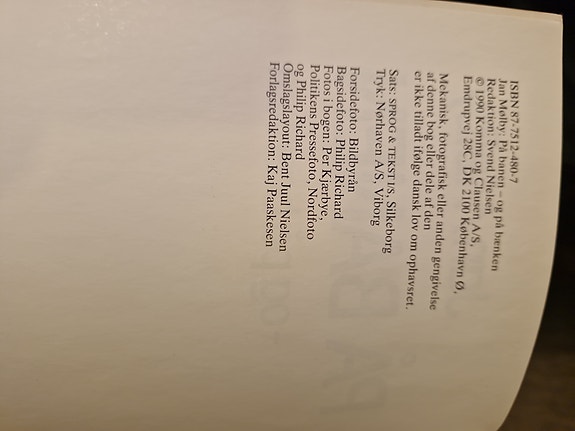 ISBN 87-7512-480-7
Jan Mølby: På banen – og på bænken
Redaktion: Svend Nielsen
© 1990 Komma og Clausen A/S,
Emdrupvej 28C, DK 2100 København Ø,
Mekanisk, fotografisk eller anden gengivelse
af denne bog eller dele af den
er ikke tilladt ifølge dansk lov om ophavsret.
Sats: SPROG & TEKST I/S, Silkeborg
Tryk: Nørhaven A/S, Viborg
Forsidefoto: Bildbyrån
Bagsidefoto: Philip Richard
Fotos i bogen: Per Kjærbye,
Politikens Pressefoto, Nordfoto
og Philip Richard
Omslagslayout: Bent Juul Nielsen
Forlagsredaktion: Kaj Paaskesen